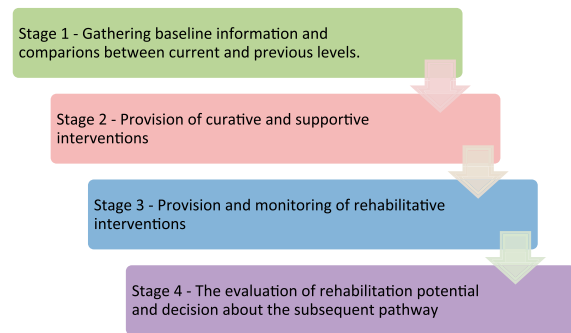 Stage 1 - Gathering baseline information and
comparions between current and previous levels.
Stage 2 - Provision of curative and supportive
interventions
Stage 3 - Provision and monitoring of rehabilitative
interventions
Stage 4 - The evaluation of rehabilitation potential
and decision about the subsequent pathway